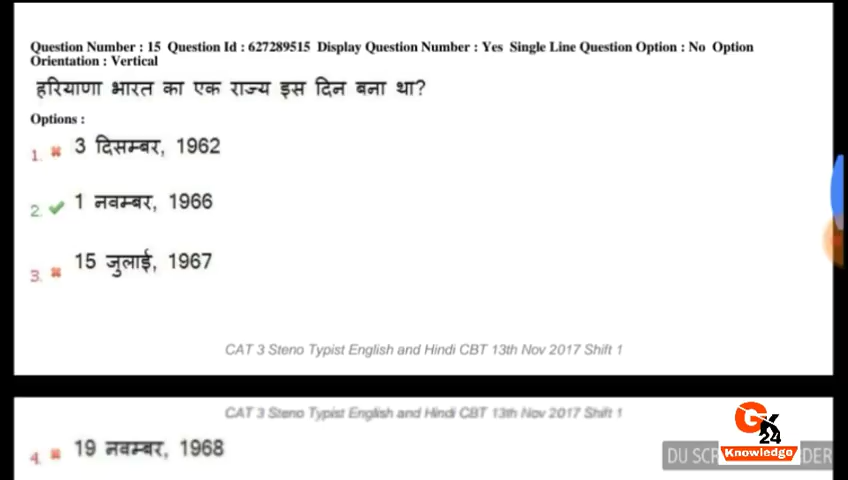 Question Number : 15 Question Id : 627289515 Display Question Number : Yes Single Line Question Option : No Option
Orientation : Vertical
हरियाणा भारत का एक राज्य इस दिन बना था?
Options :
1. 3 दिसम्बर, 1962
2. 1 नवम्बर, 1966
3. 15 जुलाई, 1967
CAT 3 Steno Typist English and Hindi CBT 13th Nov 2017 Shift 1
CAT 3 Steno Typist English and Hindi CBT 13th Nov 2017 Shift 1
4. 19 नवम्बर, 1968
GK
24
Knowledge
DU SCR DER